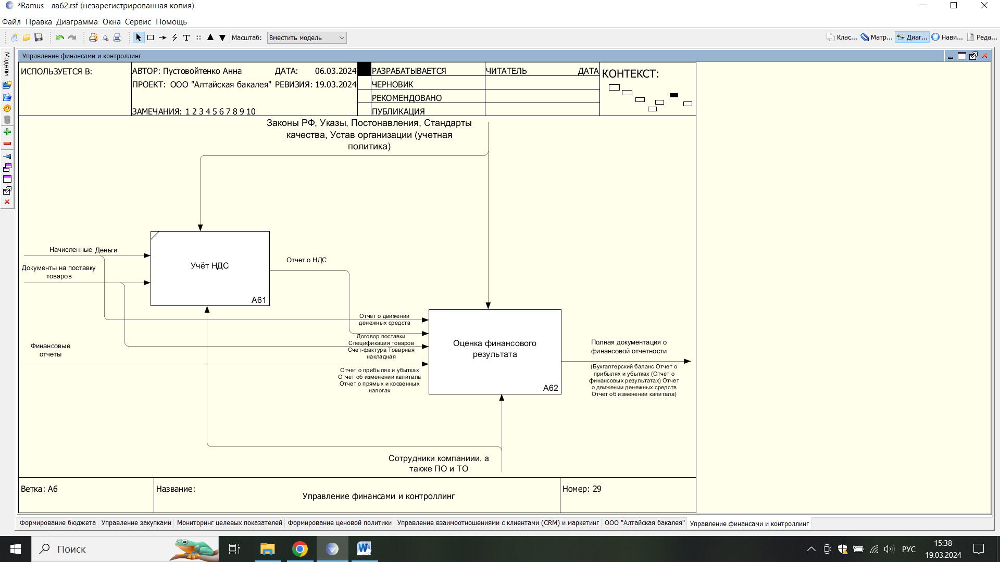 *Ramus - лаб2.rsf (незарегистрированная копия)
Файл Правка Диаграмма Окна Сервис Помощь
Масштаб: Вместить модель
Клас... Матр... Диаг... Нави... Реда...
Модели
Управление финансами и контроллинг
ИСПОЛЬЗУЕТСЯ В:
АВТОР: Пустовойтенко Анна ДАТА: 06.03.2024
ПРОЕКТ: ООО "Алтайская бакалея" РЕВИЗИЯ: 19.03.2024
ЗАМЕЧАНИЯ: 1 2 3 4 5 6 7 8 9 10
РАЗРАБАТЫВАЕТСЯ
ЧЕРНОВИК
РЕКОМЕНДОВАНО
ПУБЛИКАЦИЯ
ЧИТАТЕЛЬ ДАТА
КОНТЕКСТ:
Законы РФ, Указы, Постонавления, Стандарты
качества, Устав организации (учетная
политика)
Начисленные Деньги
Документы на поставку
товаров
Учёт НДС
A61
Отчет о НДС
Финансовые
отчеты
Отчет о движении
денежных средств
Договор поставки
Спецификация товаров
Счет-фактура Товарная
накладная
Отчет о прибылях и убытках
Отчет об изменении капитала
Отчет о прямых и косвенных
налогах
Оценка финансового
результата
A62
Полная документация о
финансовой отчетности
(Бухгалтерский баланс Отчет о
прибылях и убытках (Отчет о
финансовых результатах) Отчет
о движении денежных средств
Отчет об изменении капитала)
Сотрудники компаниии, а
также ПО и ТО
Ветка: A6
Название:
Управление финансами и контроллинг
Номер: 29
Формирование бюджета Управление закупками Мониторинг целевых показателей Формирование ценовой политики Управление взаимоотношениями с клиентами (CRM) и маркетинг ООО "Алтайская бакалея" Управление финансами и контроллинг
Поиск
РУС
15:38
19.03.2024